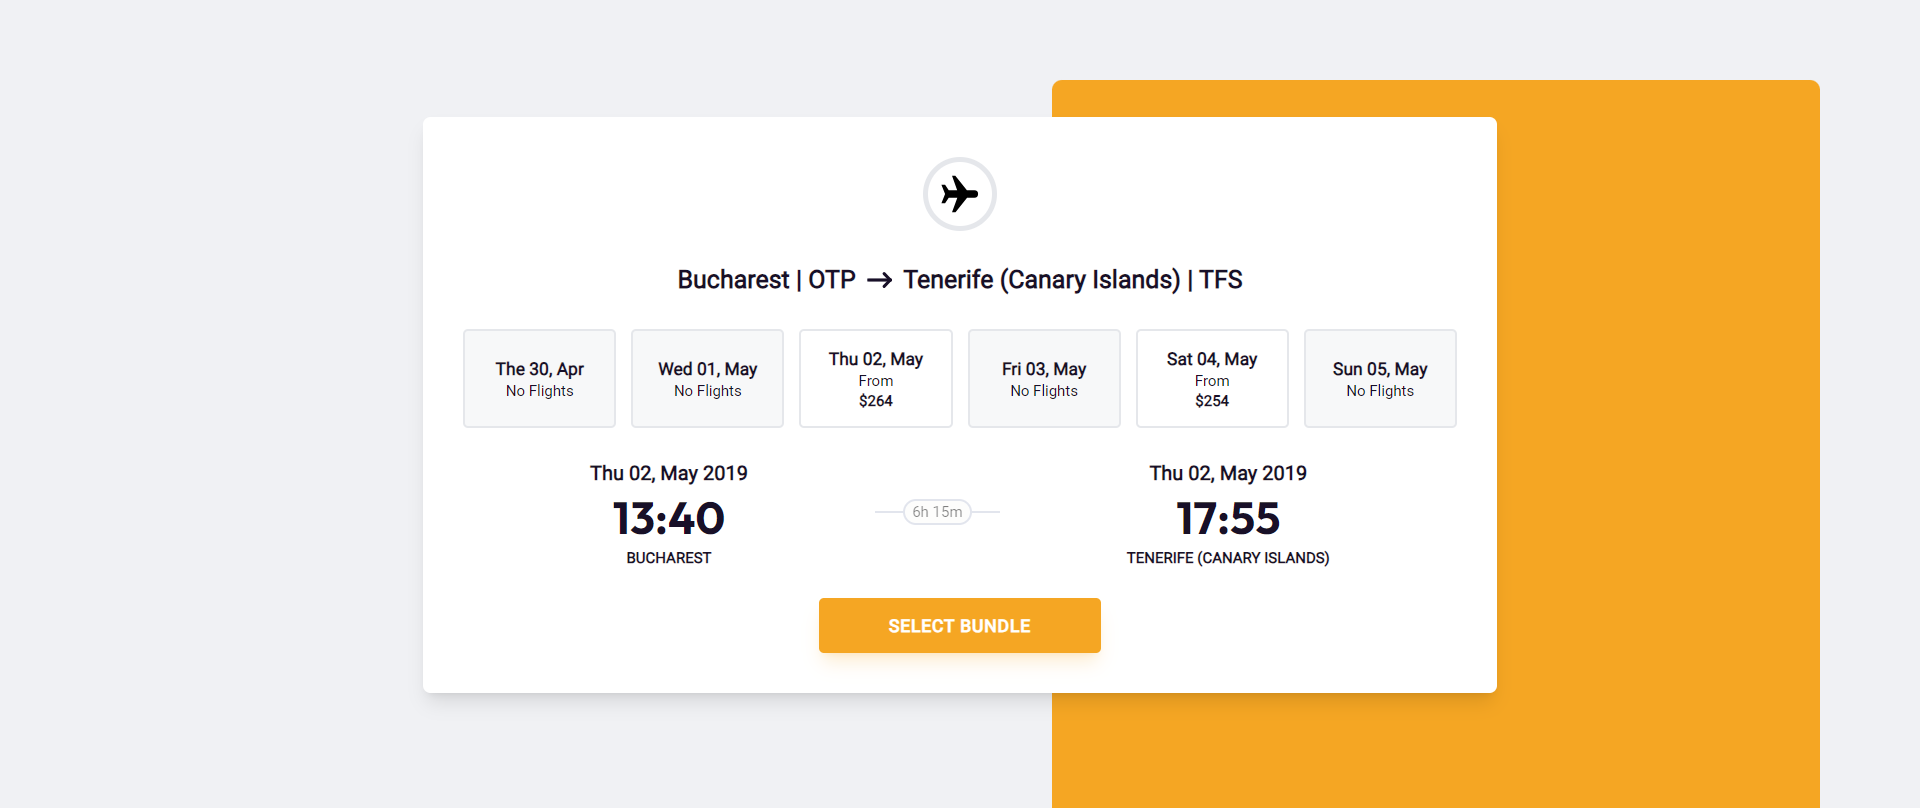 Bucharest | OTP → Tenerife (Canary Islands) | TFS
The 30, Apr
No Flights
Wed 01, May
No Flights
Thu 02, May
From
$264
Fri 03, May
No Flights
Sat 04, May
From
$254
Sun 05, May
No Flights
Thu 02, May 2019
13:40
BUCHAREST
6h 15m
Thu 02, May 2019
17:55
TENERIFE (CANARY ISLANDS)
SELECT BUNDLE